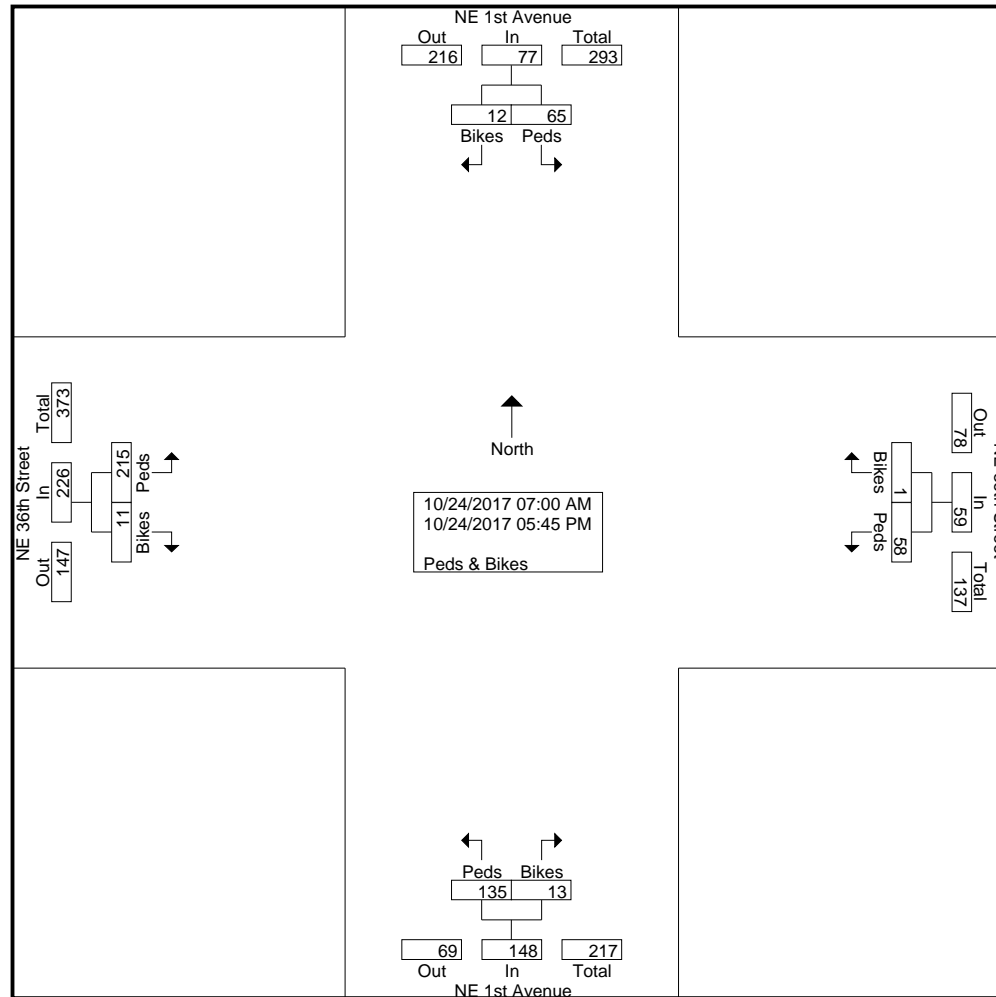 NE 1st Avenue
Out In Total
216 77 293
12 65
Bikes Peds
NE 36th Street
Total In Out
373 226 147
215 11
Peds Bikes
North
10/24/2017 07:00 AM
10/24/2017 05:45 PM
Peds & Bikes
Bikes Peds
1 58
Out In Total
78 59 137
Peds Bikes
135 13
69 148 217
Out In Total
NE 1st Avenue